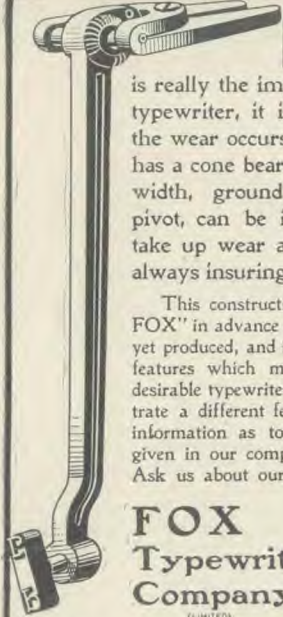 is really the im
typewriter, it i
the wear occurs
has a cone bear
width, ground
pivot, can be i
take up wear a
always insuring
This construct
FOX" in advance
yet produced, and
features which m
desirable typewrite
trate a different fe
information as to
given in our comp
Ask us about our
FOX
Typewrit
Company
(LIMITED)